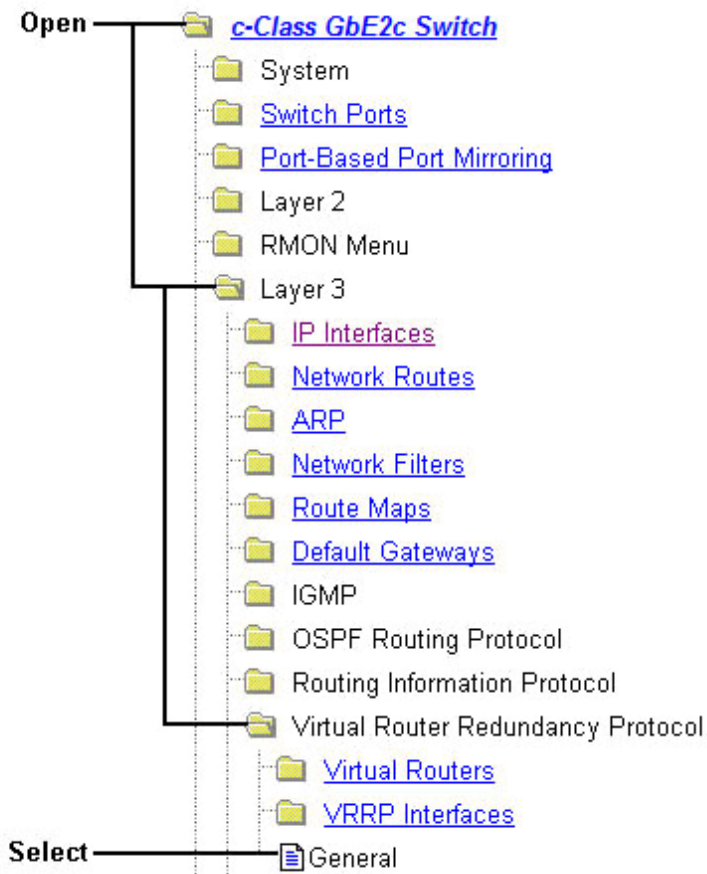 Open c-Class GbE2c Switch
System
Switch Ports
Port-Based Port Mirroring
Layer 2
RMON Menu
Layer 3
IP Interfaces
Network Routes
ARP
Network Filters
Route Maps
Default Gateways
IGMP
OSPF Routing Protocol
Routing Information Protocol
Virtual Router Redundancy Protocol
Virtual Routers
VRRP Interfaces
Select General